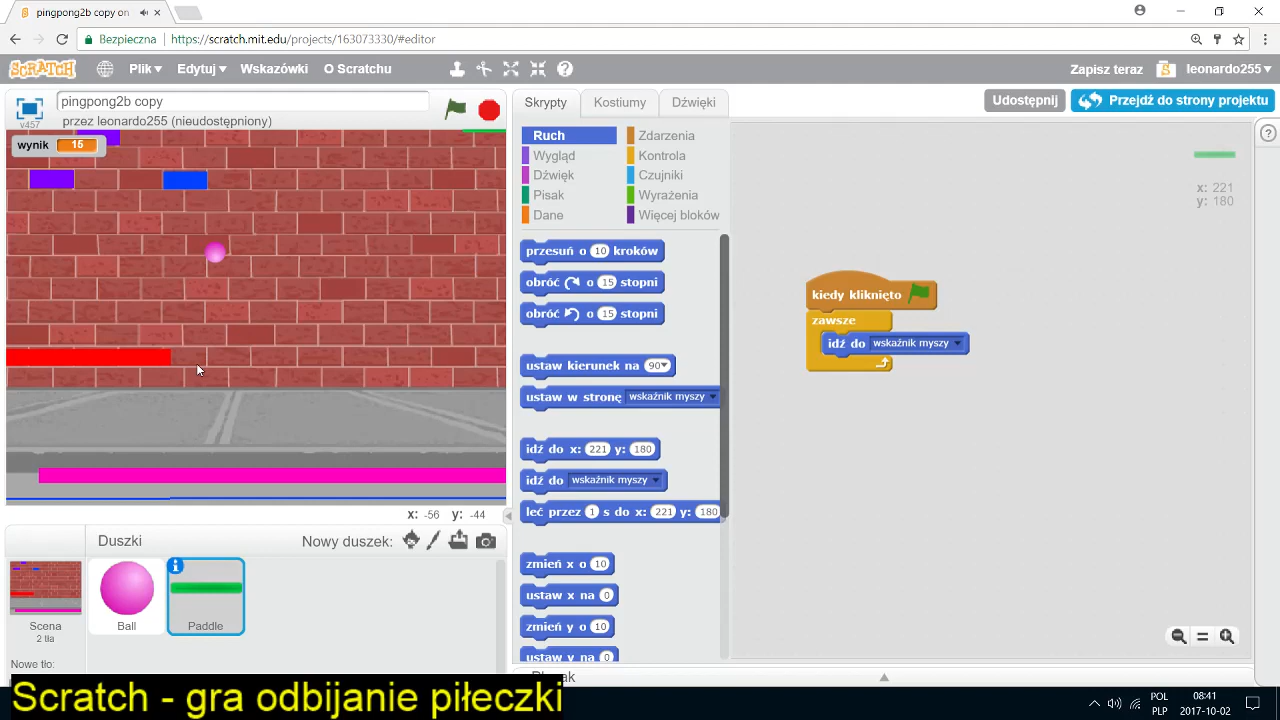 pingpong2b copy on
Bezpieczna
https://scratch.mit.edu/projects/163073330/#editor
SCRATCH
Plik
Edytuj
Wskazówki
O Scratchu
Zapisz teraz
leonardo255
pingpong2b copy
przez leonardo255 (nieudostępniony)
v457
Skrypty
Kostiumy
Dźwięki
Udostępnij
Przejdź do strony projektu
wynik 15
Ruch
Wygląd
Dźwięk
Pisak
Dane
Zdarzenia
Kontrola
Czujniki
Wyrażenia
Więcej bloków
przesuń o 10 kroków
obróć o 15 stopni
obróć o 15 stopni
ustaw kierunek na 90
ustaw w stronę wskaźnik myszy
idź do x: 221 y: 180
idź do wskaźnik myszy
leć przez 1 s do x: 221 y: 180
zmień x o 10
ustaw x na 0
zmień y o 10
ustaw y na 0
x: 221
y: 180
kiedy kliknięto
zawsze
idź do wskaźnik myszy
x: -56 y: -44
Duszki
Nowy duszek:
Scena
2 tła
Nowe tło:
Ball
Paddle
Scratch - gra odbijanie piłeczki
POL
PLP
08:41
2017-10-02